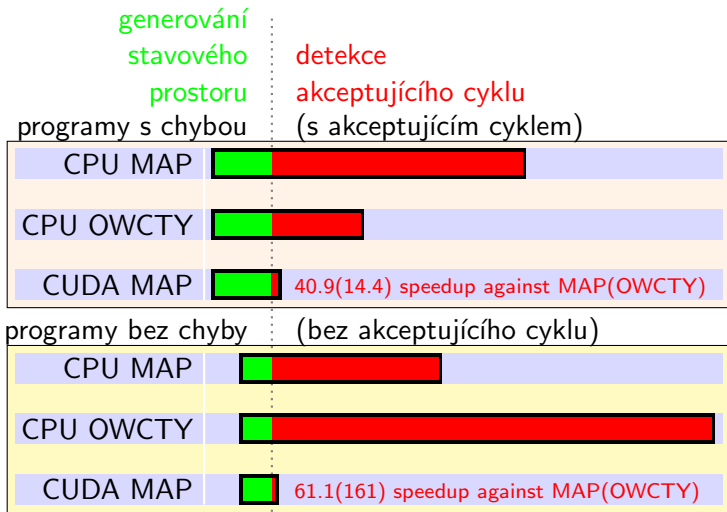 generování
stavového detekce
prostoru akceptujícího cyklu
programy s chybou (s akceptujícím cyklem)
CPU MAP
CPU OWCTY
CUDA MAP 40.9(14.4) speedup against MAP(OWCTY)
programy bez chyby (bez akceptujícího cyklu)
CPU MAP
CPU OWCTY
CUDA MAP 61.1(161) speedup against MAP(OWCTY)